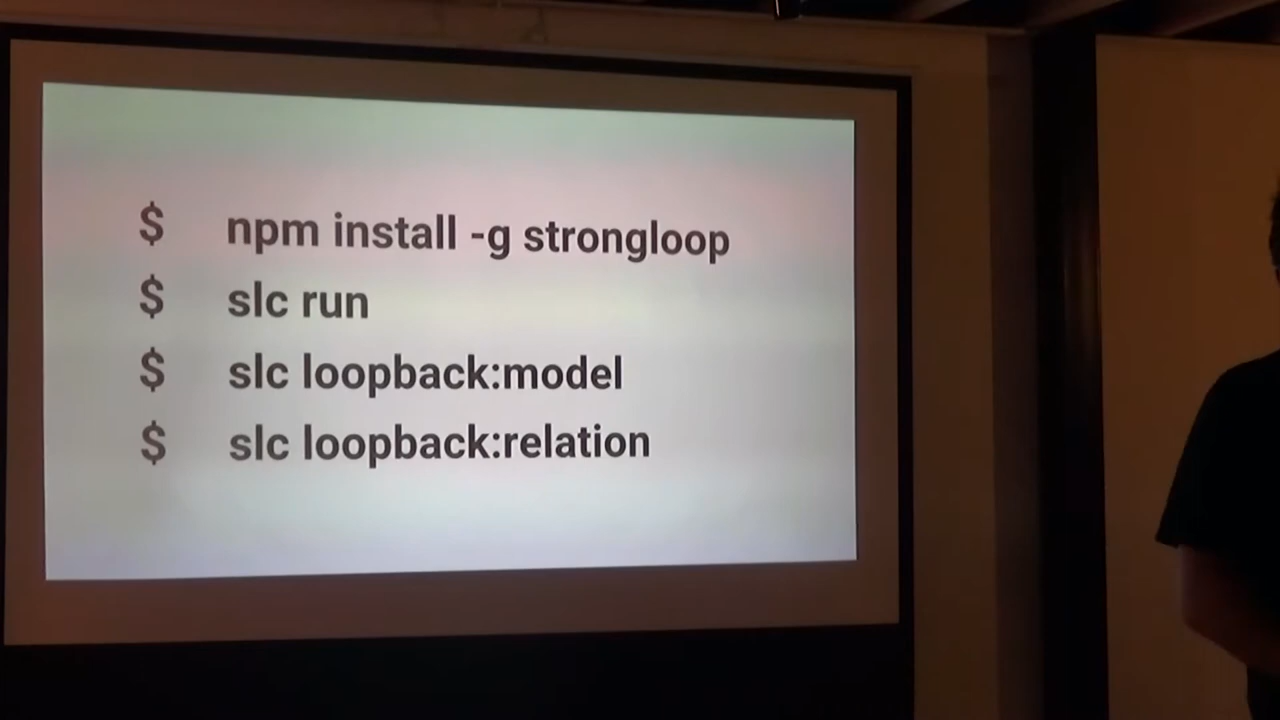 $ npm install -g strongloop
$ slc run
$ slc loopback:model
$ slc loopback:relation